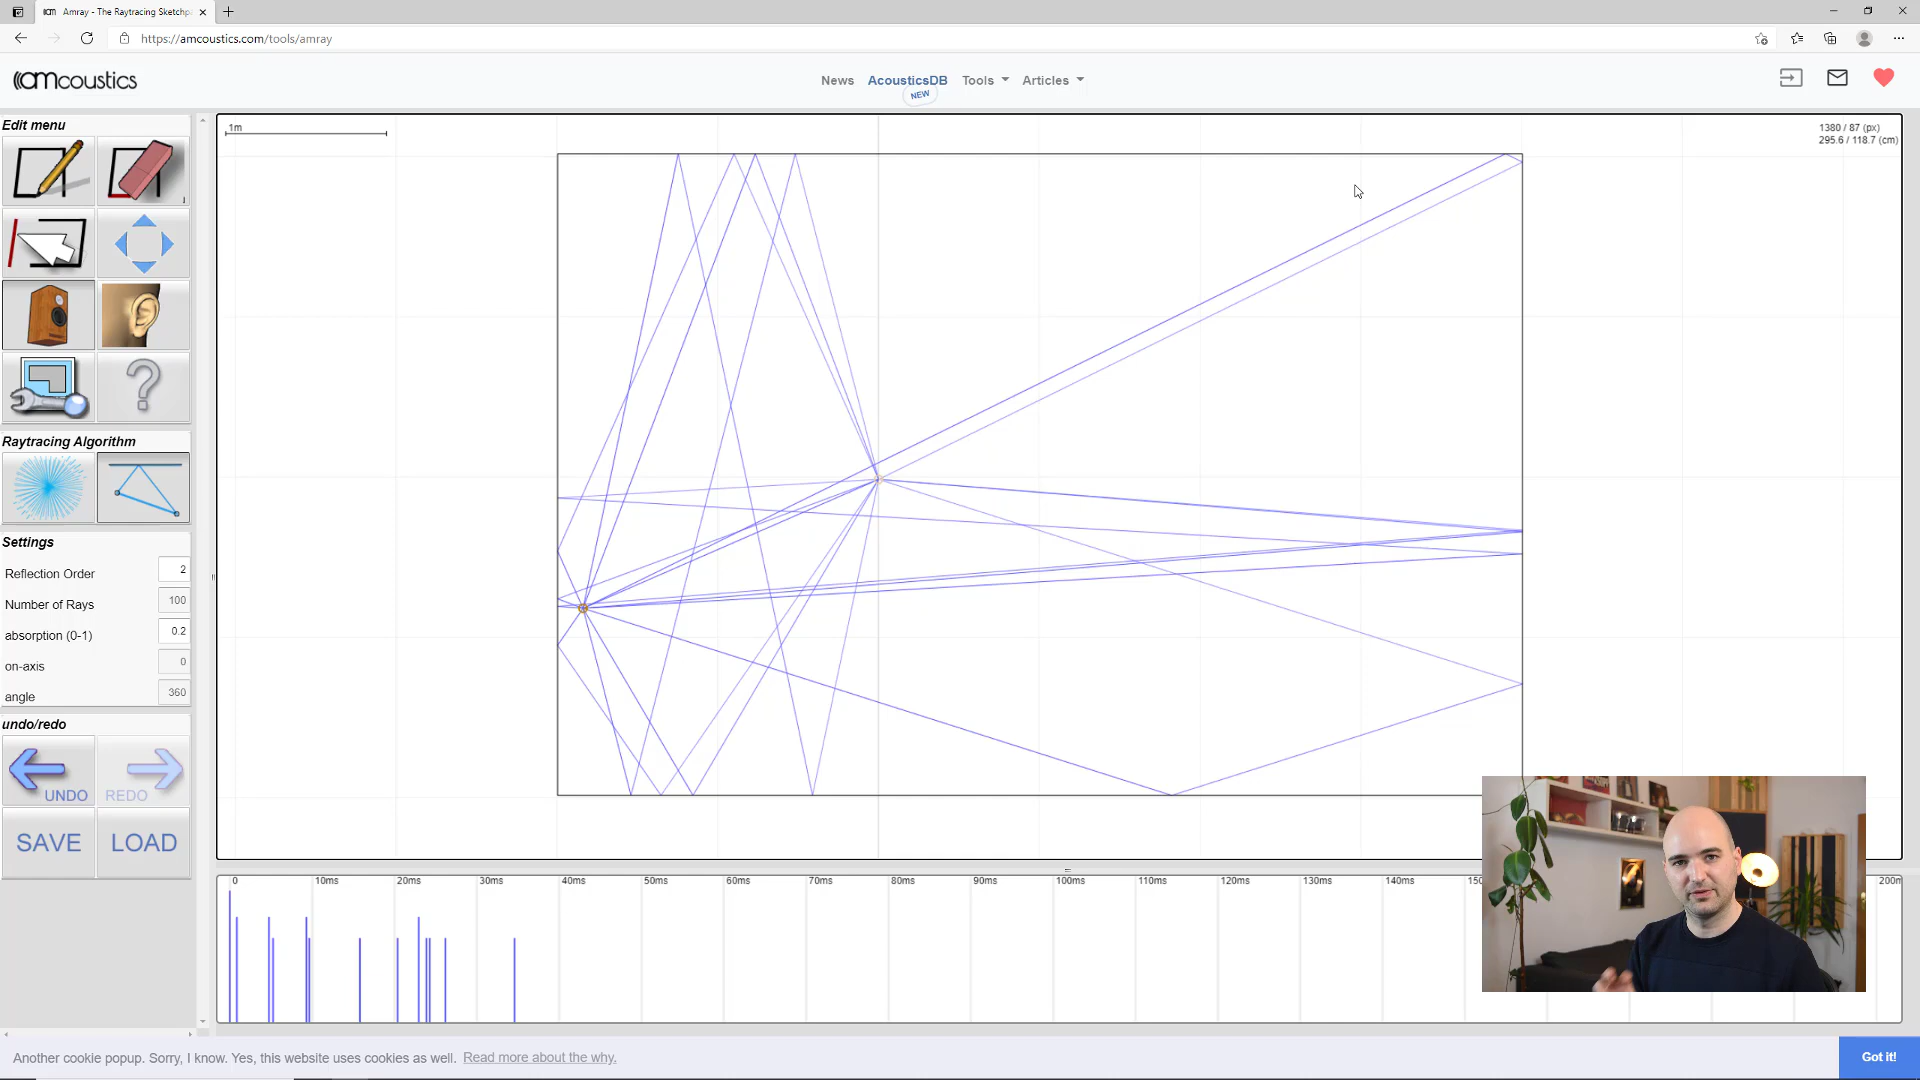 Amray - The Raytracing Sketchp
https://amcoustics.com/tools/amray
amcoustics
News
AcousticsDB
NEW
Tools
Articles
Edit menu
1m
1380 / 87 (px)
295.6 / 118.7 (cm)
Raytracing Algorithm
Settings
Reflection Order 2
Number of Rays 100
absorption (0-1) 0.2
on-axis 0
angle 360
undo/redo
UNDO
REDO
SAVE
LOAD
0 10ms 20ms 30ms 40ms 50ms 60ms 70ms 80ms 90ms 100ms 110ms 120ms 130ms 140ms 150 200m
Another cookie popup. Sorry, I know. Yes, this website uses cookies as well. Read more about the why.
Got it!